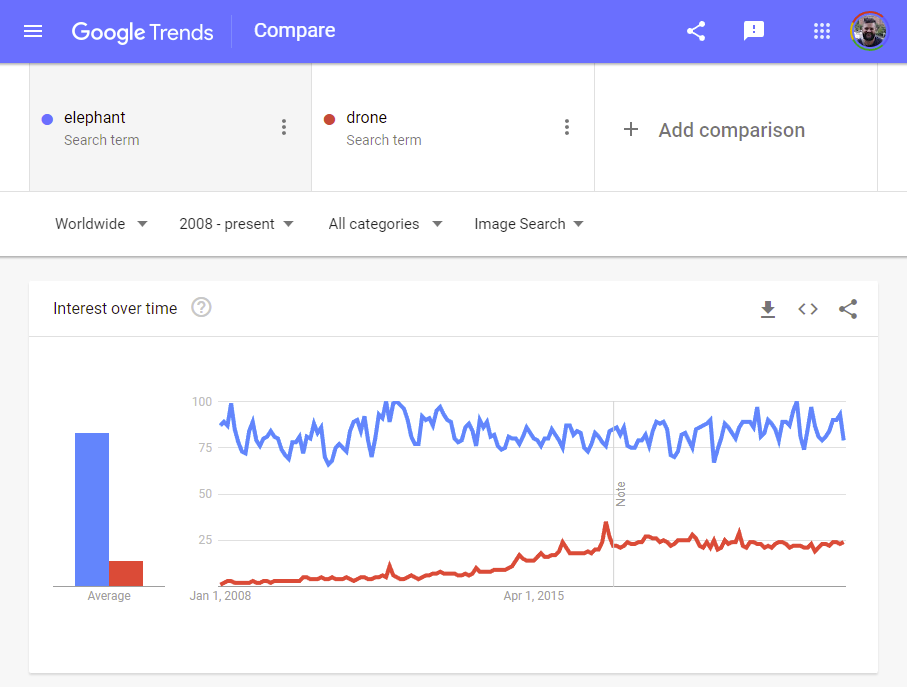 Google Trends
Compare
elephant
Search term
drone
Search term
+ Add comparison
Worldwide
2008 - present
All categories
Image Search
Interest over time
?
100
75
50
25
Note
Average
Jan 1, 2008
Apr 1, 2015